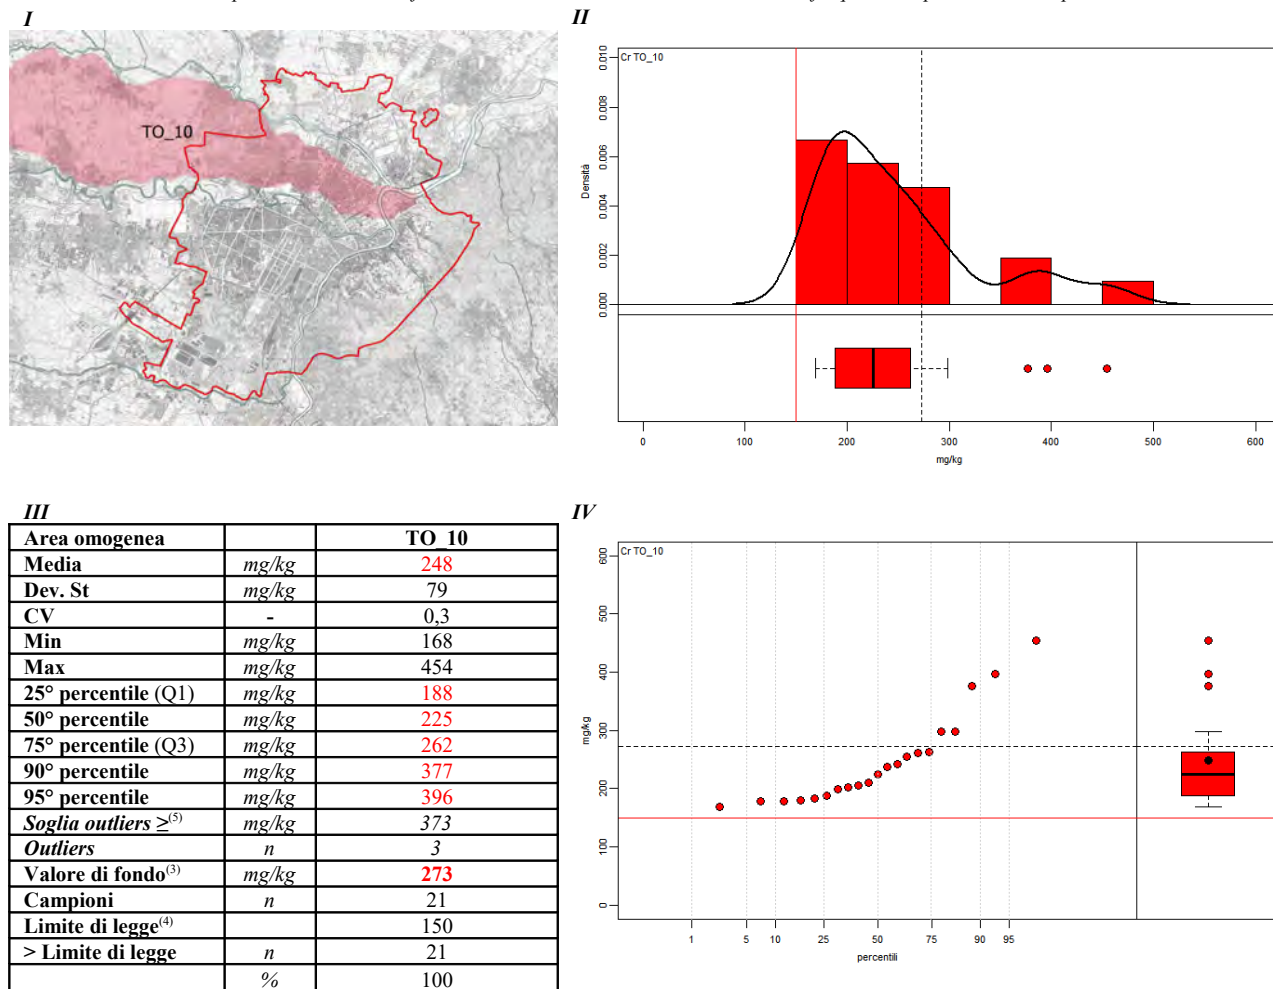 I
II
TO_10
Cr TO_10
Densità
0.000
0.002
0.004
0.006
0.008
0.010
0 100 200 300 400 500 600
mg/kg
III
Area omogenea TO_10
Media mg/kg 248
Dev. St mg/kg 79
CV - 0,3
Min mg/kg 168
Max mg/kg 454
25° percentile (Q1) mg/kg 188
50° percentile mg/kg 225
75° percentile (Q3) mg/kg 262
90° percentile mg/kg 377
95° percentile mg/kg 396
Soglia outliers ≥(5) mg/kg 373
Outliers n 3
Valore di fondo(3) mg/kg 273
Campioni n 21
Limite di legge(4) 150
> Limite di legge n 21
% 100
IV
Cr TO_10
mg/kg
0
100
200
300
400
500
600
1 5 10 25 50 75 90 95
percentili